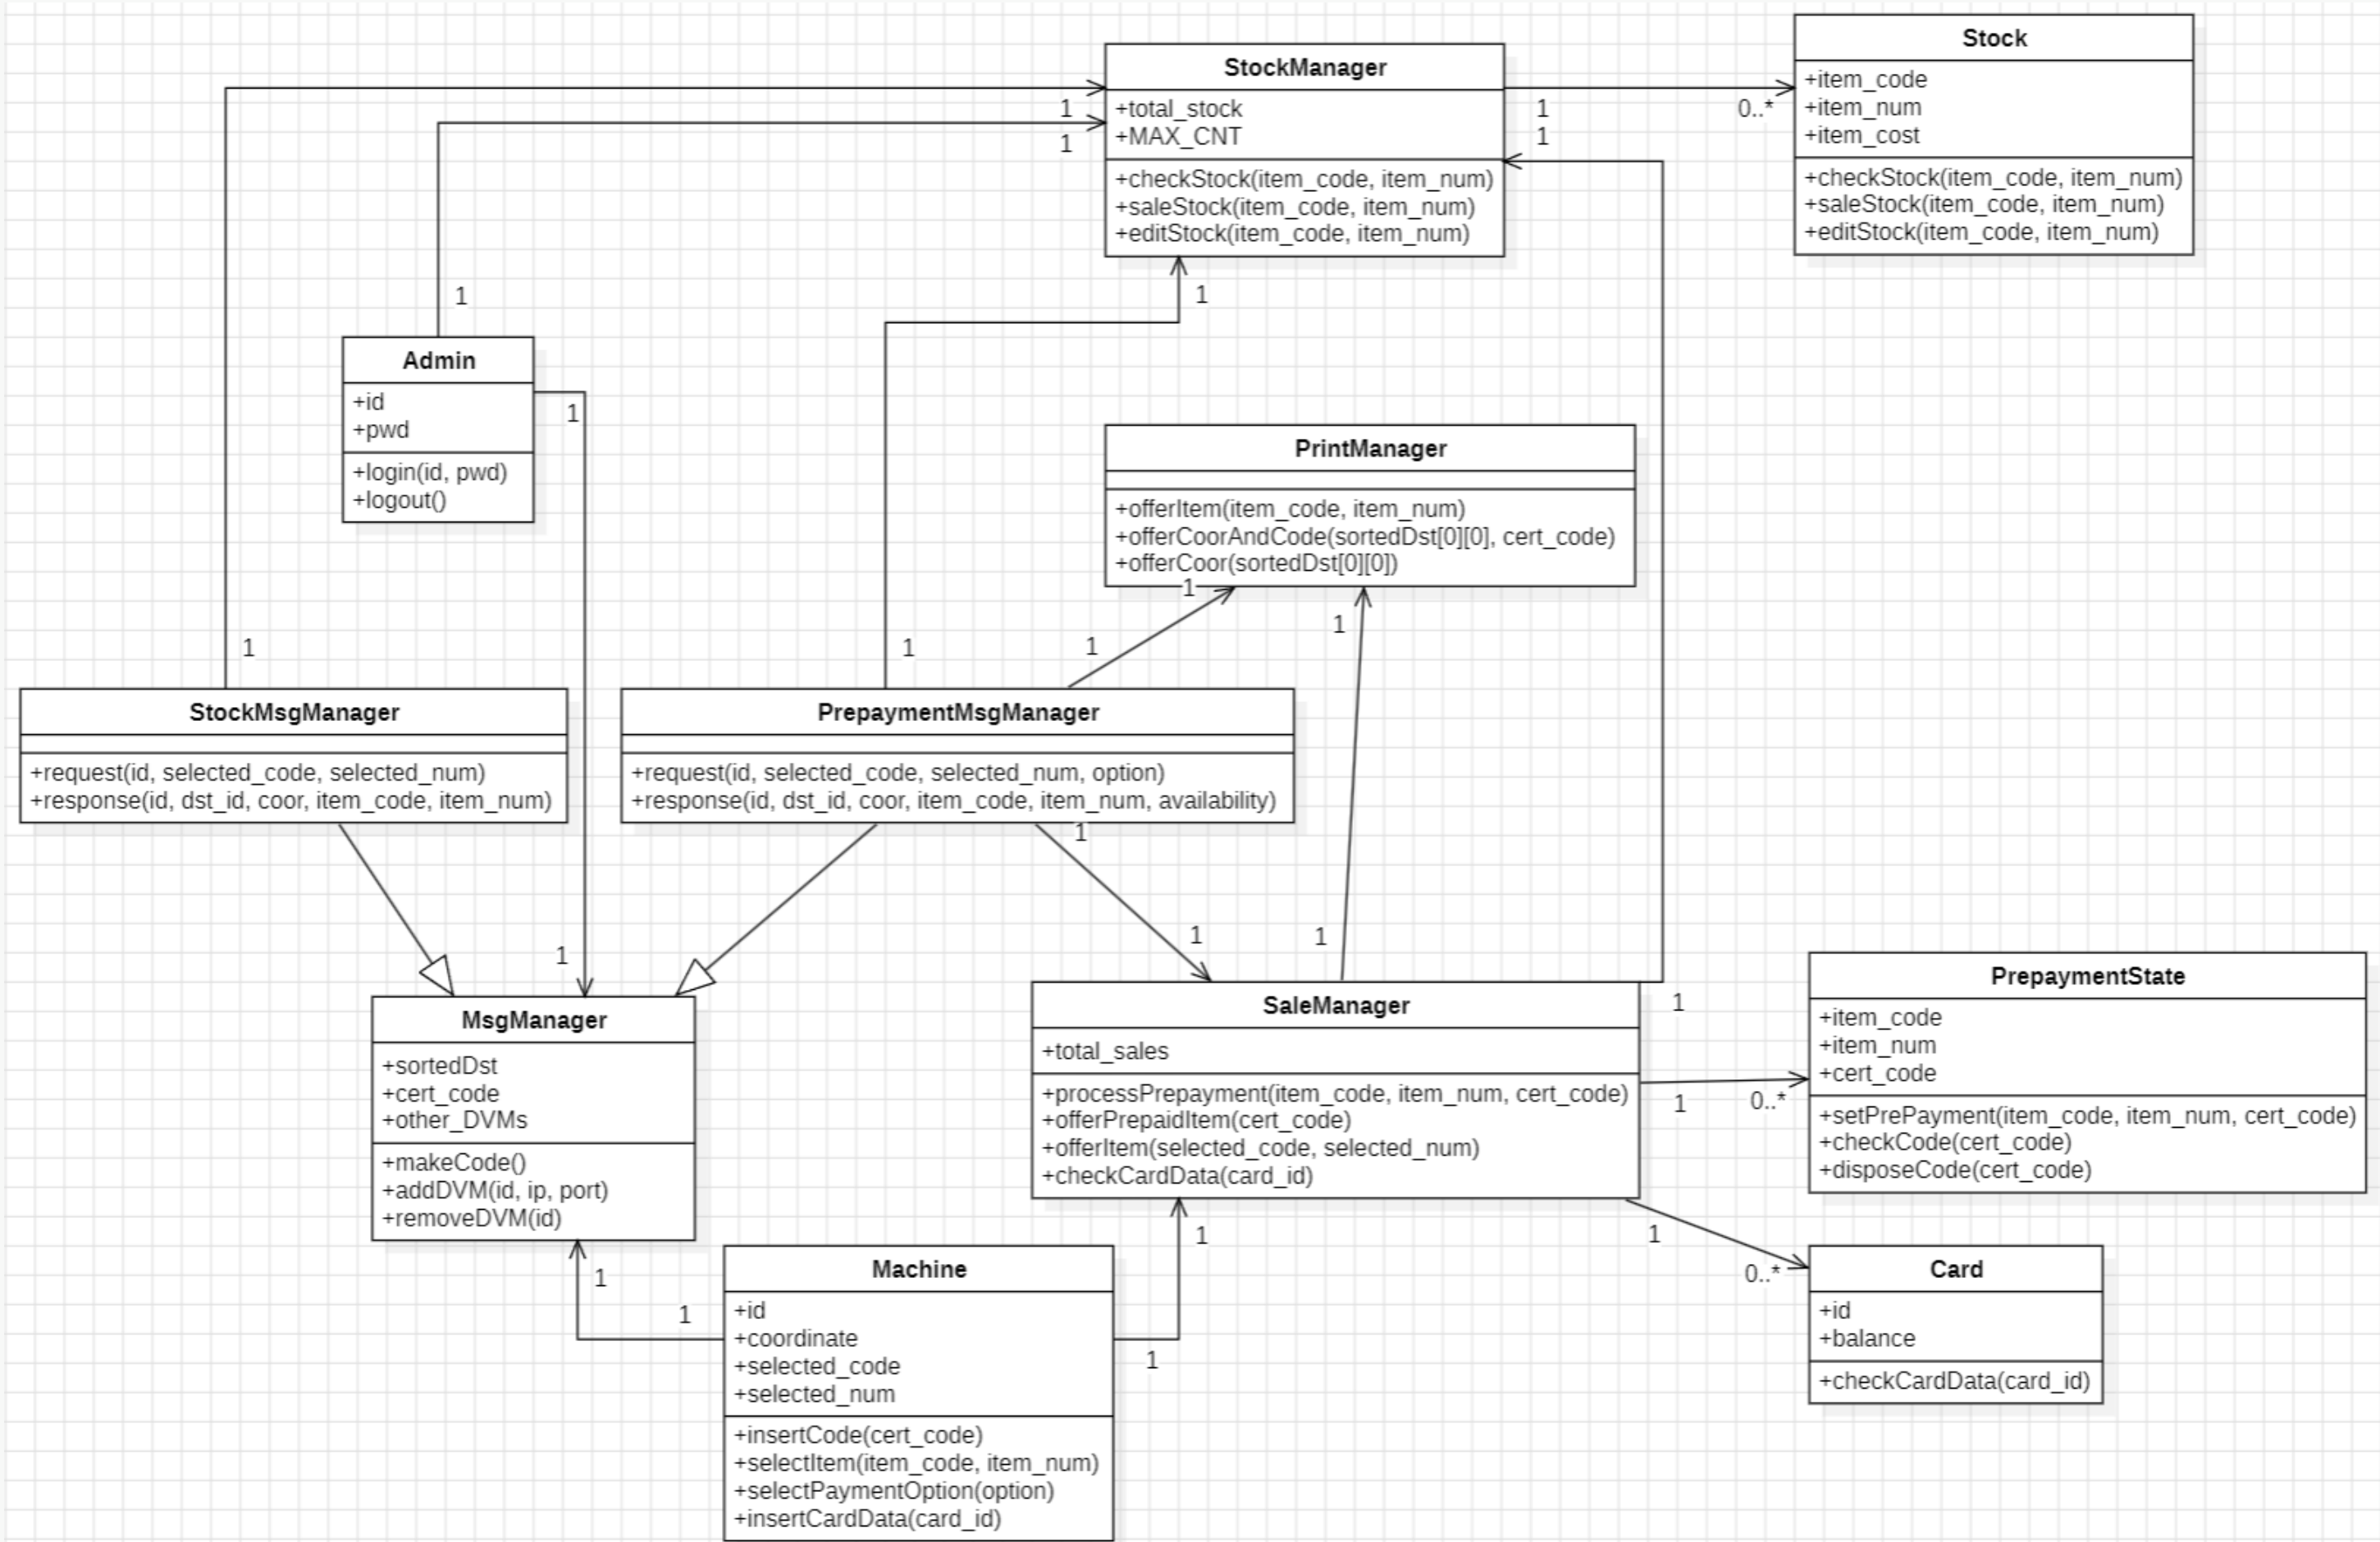 Stock
+item_code
+item_num
+item_cost
+checkStock(item_code, item_num)
+saleStock(item_code, item_num)
+editStock(item_code, item_num)
StockManager
+total_stock
+MAX_CNT
+checkStock(item_code, item_num)
+saleStock(item_code, item_num)
+editStock(item_code, item_num)
1
1
1
0..*
1
1
1
Admin
+id
+pwd
+login(id, pwd)
+logout()
1
PrintManager
+offerItem(item_code, item_num)
+offerCoorAndCode(sortedDst[0][0], cert_code)
+offerCoor(sortedDst[0][0])
1
1
1
1
1
StockMsgManager
+request(id, selected_code, selected_num)
+response(id, dst_id, coor, item_code, item_num)
PrepaymentMsgManager
+request(id, selected_code, selected_num, option)
+response(id, dst_id, coor, item_code, item_num, availability)
1
1
1
1
MsgManager
+sortedDst
+cert_code
+other_DVMs
+makeCode()
+addDVM(id, ip, port)
+removeDVM(id)
SaleManager
+total_sales
+processPrepayment(item_code, item_num, cert_code)
+offerPrepaidItem(cert_code)
+offerItem(selected_code, selected_num)
+checkCardData(card_id)
1
1
0..*
PrepaymentState
+item_code
+item_num
+cert_code
+setPrePayment(item_code, item_num, cert_code)
+checkCode(cert_code)
+disposeCode(cert_code)
1
1
1
1
1
0..*
Machine
+id
+coordinate
+selected_code
+selected_num
+insertCode(cert_code)
+selectItem(item_code, item_num)
+selectPaymentOption(option)
+insertCardData(card_id)
Card
+id
+balance
+checkCardData(card_id)